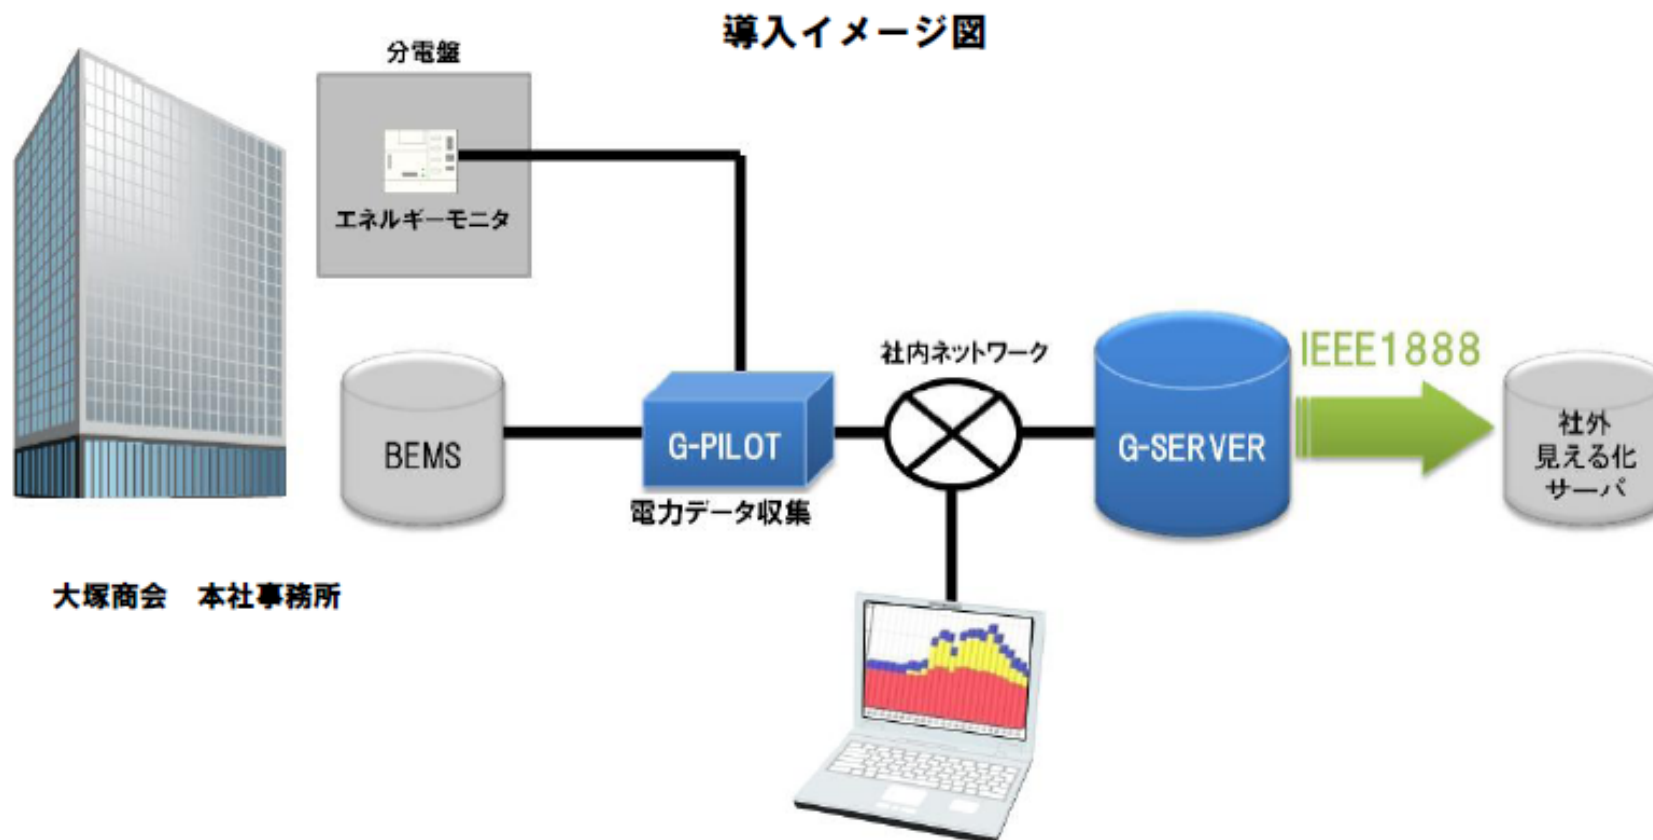 導入イメージ図
分電盤
エネルギーモニタ
社内ネットワーク
IEEE1888
BEMS
G-PILOT
電力データ収集
G-SERVER
社外
見える化
サーバ
大塚商会　本社事務所